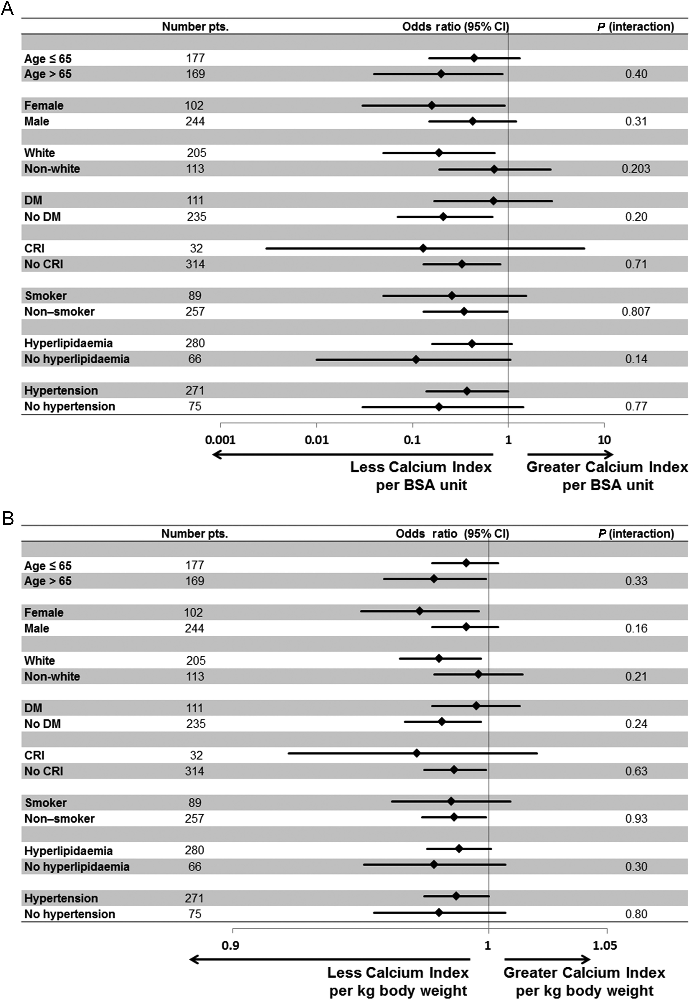 A
Number pts. Odds ratio (95% CI) P (interaction)
Age ≤ 65 177
Age > 65 169 0.40
Female 102
Male 244 0.31
White 205
Non-white 113 0.203
DM 111
No DM 235 0.20
CRI 32
No CRI 314 0.71
Smoker 89
Non–smoker 257 0.807
Hyperlipidaemia 280
No hyperlipidaemia 66 0.14
Hypertension 271
No hypertension 75 0.77
0.001 0.01 0.1 1 10
Less Calcium Index Greater Calcium Index
per BSA unit per BSA unit
B
Number pts. Odds ratio (95% CI) P (interaction)
Age ≤ 65 177
Age > 65 169 0.33
Female 102
Male 244 0.16
White 205
Non-white 113 0.21
DM 111
No DM 235 0.24
CRI 32
No CRI 314 0.63
Smoker 89
Non–smoker 257 0.93
Hyperlipidaemia 280
No hyperlipidaemia 66 0.30
Hypertension 271
No hypertension 75 0.80
0.9 1 1.05
Less Calcium Index Greater Calcium Index
per kg body weight per kg body weight